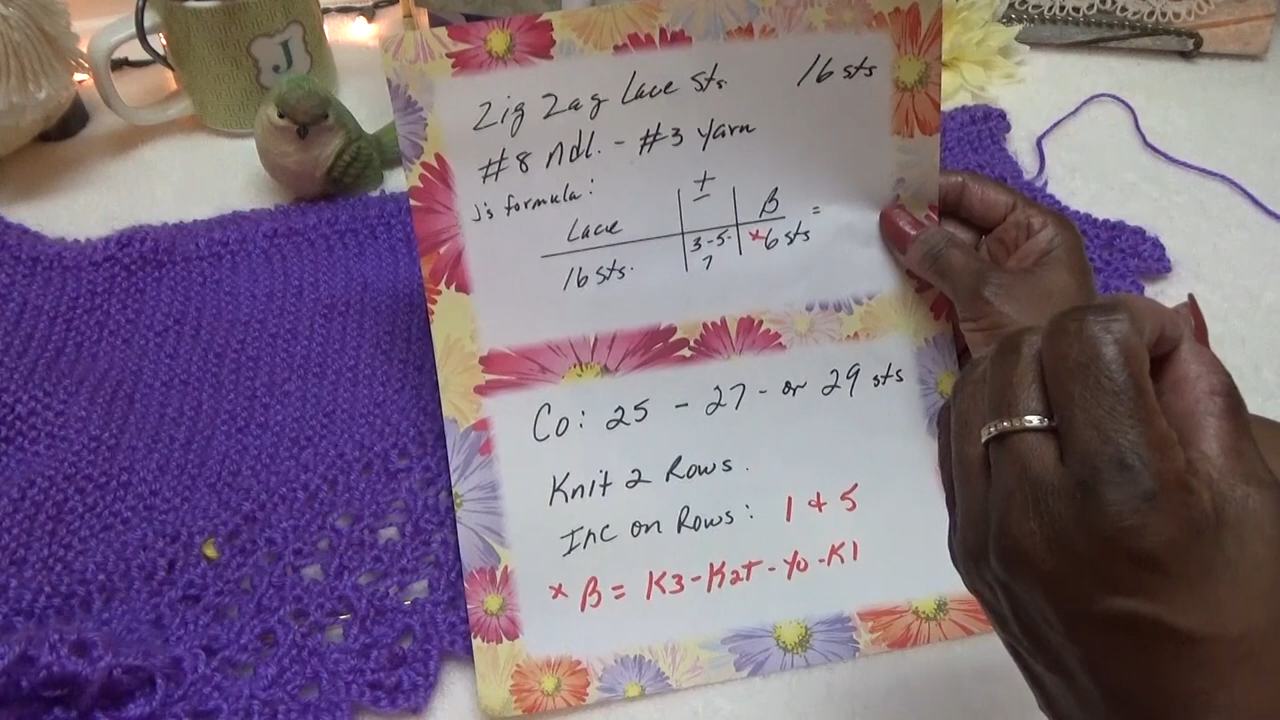 J
Zig Zag Lace Sts. 16 sts
#8 ndl. - #3 yarn
J's formula:
Lace ± B =
16 sts. 3-5- *6 sts
7
Co: 25 - 27 - or 29 sts
Knit 2 Rows.
Inc on Rows: 1 & 5
* B = K3-K2T-Yo-K1